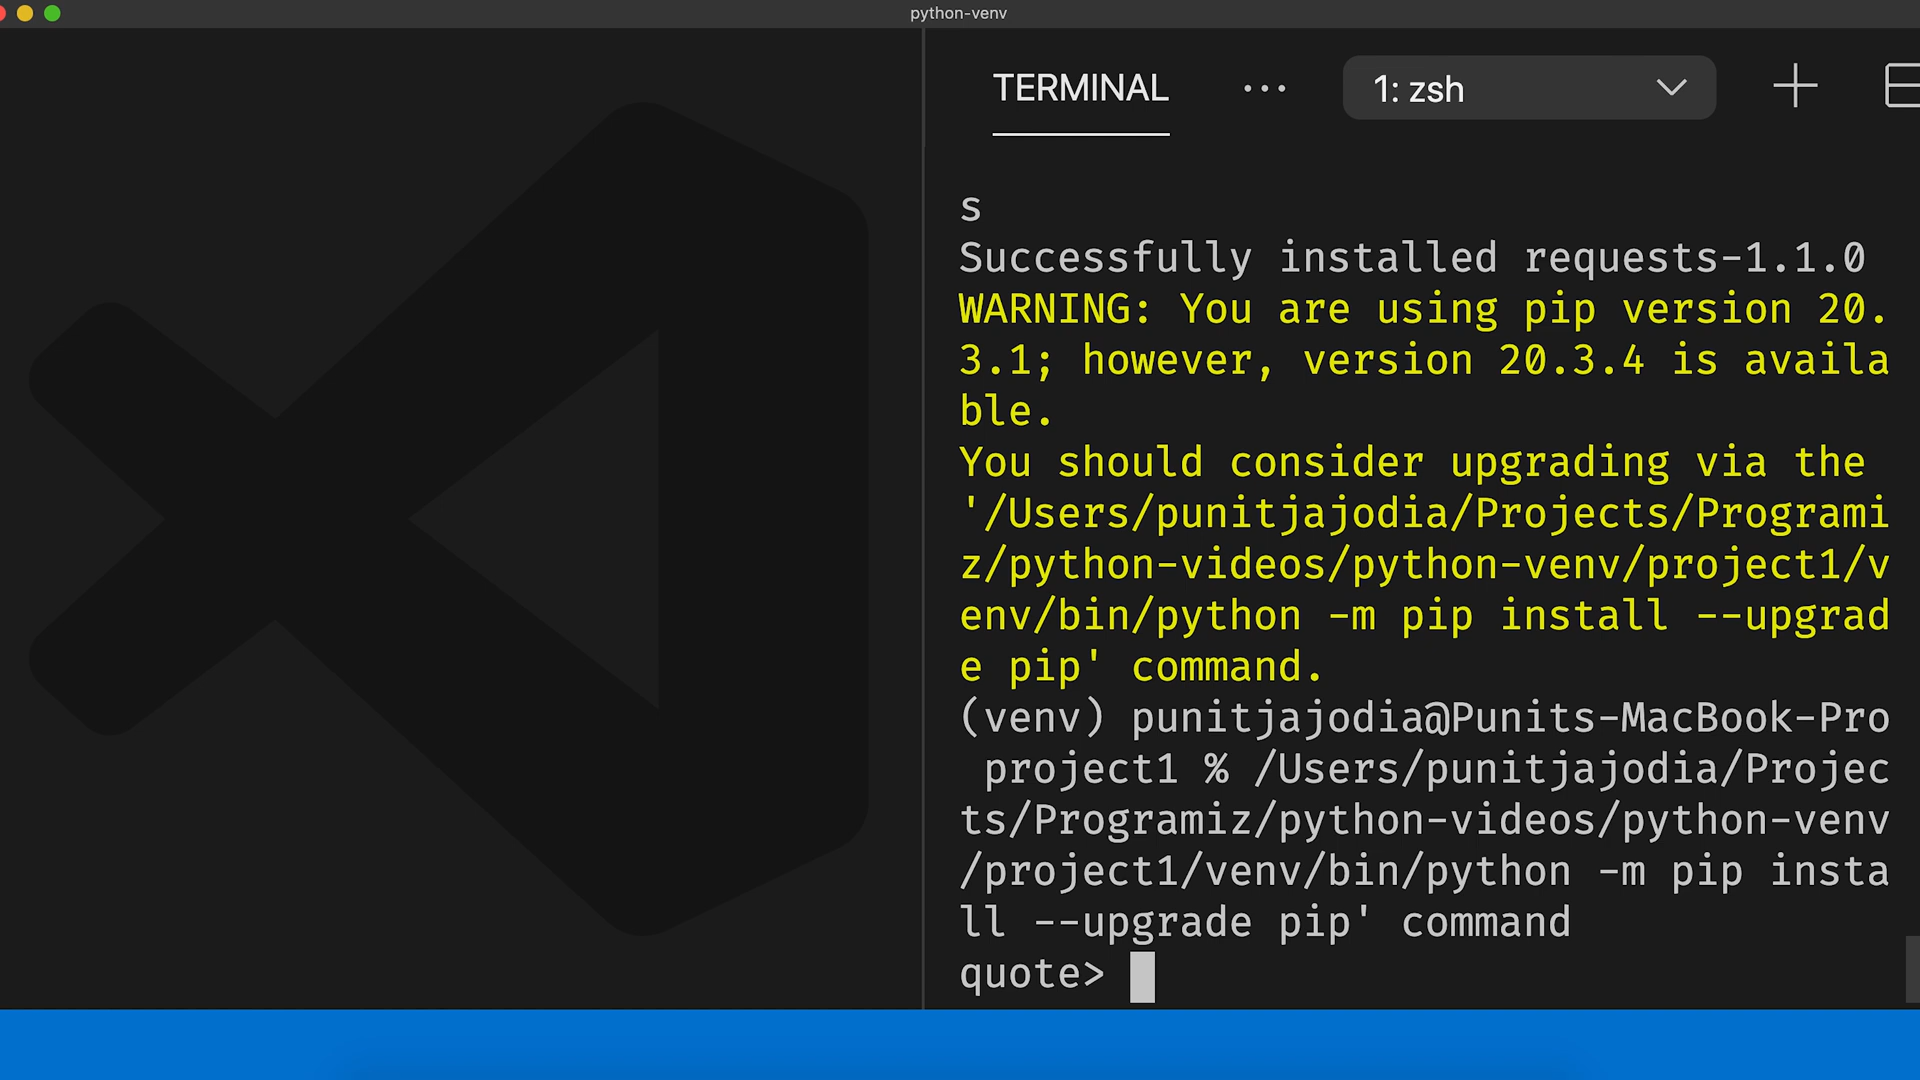 python-venv
TERMINAL ... 1: zsh
s
Successfully installed requests-1.1.0
WARNING: You are using pip version 20.
3.1; however, version 20.3.4 is availa
ble.
You should consider upgrading via the
'/Users/punitjajodia/Projects/Programi
z/python-videos/python-venv/project1/v
env/bin/python -m pip install --upgrad
e pip' command.
(venv) punitjajodia@Punits-MacBook-Pro
project1 % /Users/punitjajodia/Projec
ts/Programiz/python-videos/python-venv
/project1/venv/bin/python -m pip insta
ll --upgrade pip' command
quote>